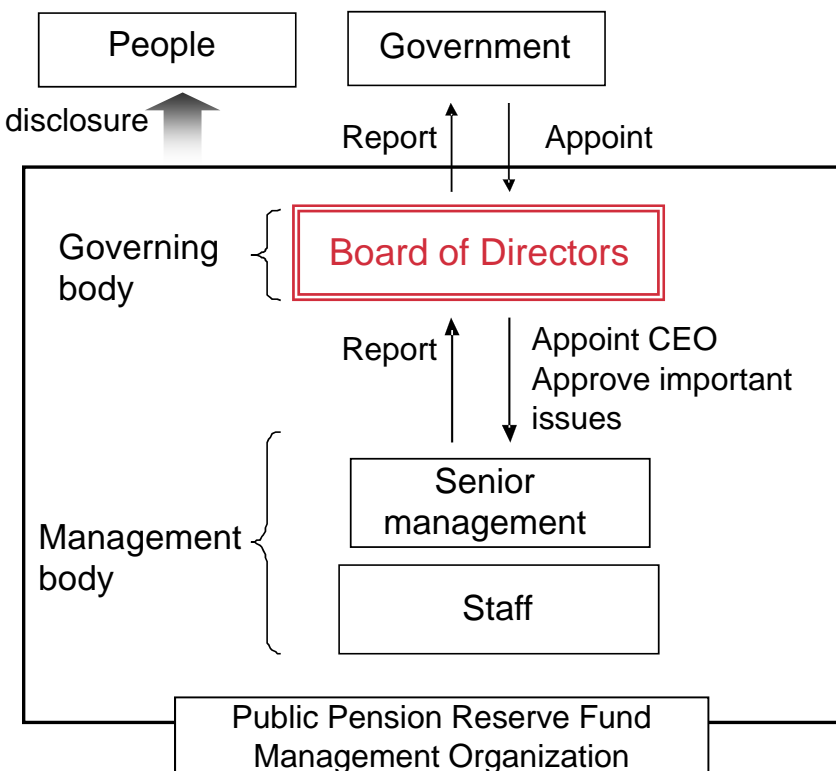 People
Government
disclosure
Report
Appoint
Governing
body
Board of Directors
Report
Appoint CEO
Approve important
issues
Management
body
Senior
management
Staff
Public Pension Reserve Fund
Management Organization